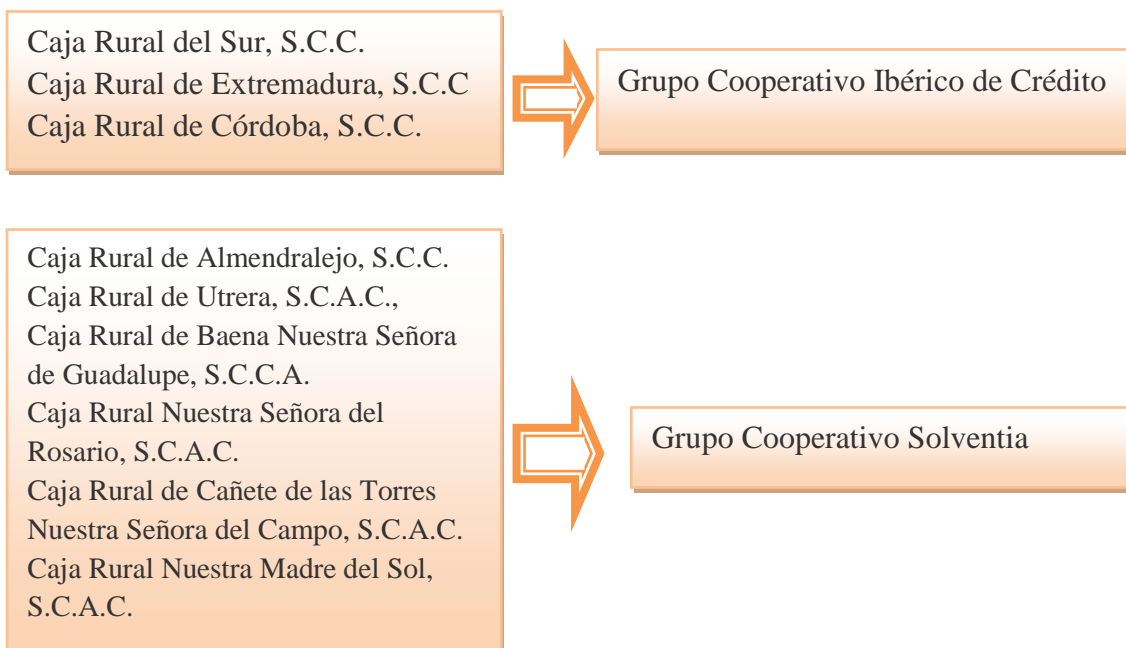 Caja Rural del Sur, S.C.C.
Caja Rural de Extremadura, S.C.C
Caja Rural de Córdoba, S.C.C.
Grupo Cooperativo Ibérico de Crédito
Caja Rural de Almendralejo, S.C.C.
Caja Rural de Utrera, S.C.A.C.,
Caja Rural de Baena Nuestra Señora
de Guadalupe, S.C.C.A.
Caja Rural Nuestra Señora del
Rosario, S.C.A.C.
Caja Rural de Cañete de las Torres
Nuestra Señora del Campo, S.C.A.C.
Caja Rural Nuestra Madre del Sol,
S.C.A.C.
Grupo Cooperativo Solventia